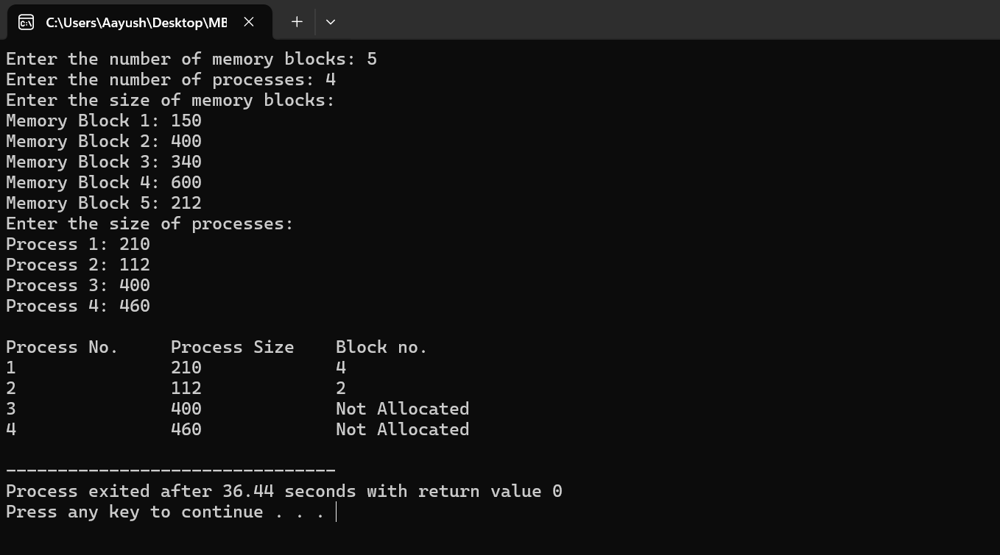 C:\Users\Aayush\Desktop\MB
Enter the number of memory blocks: 5
Enter the number of processes: 4
Enter the size of memory blocks:
Memory Block 1: 150
Memory Block 2: 400
Memory Block 3: 340
Memory Block 4: 600
Memory Block 5: 212
Enter the size of processes:
Process 1: 210
Process 2: 112
Process 3: 400
Process 4: 460
Process No. Process Size Block no.
1 210 4
2 112 2
3 400 Not Allocated
4 460 Not Allocated
--------------------------------
Process exited after 36.44 seconds with return value 0
Press any key to continue . . .